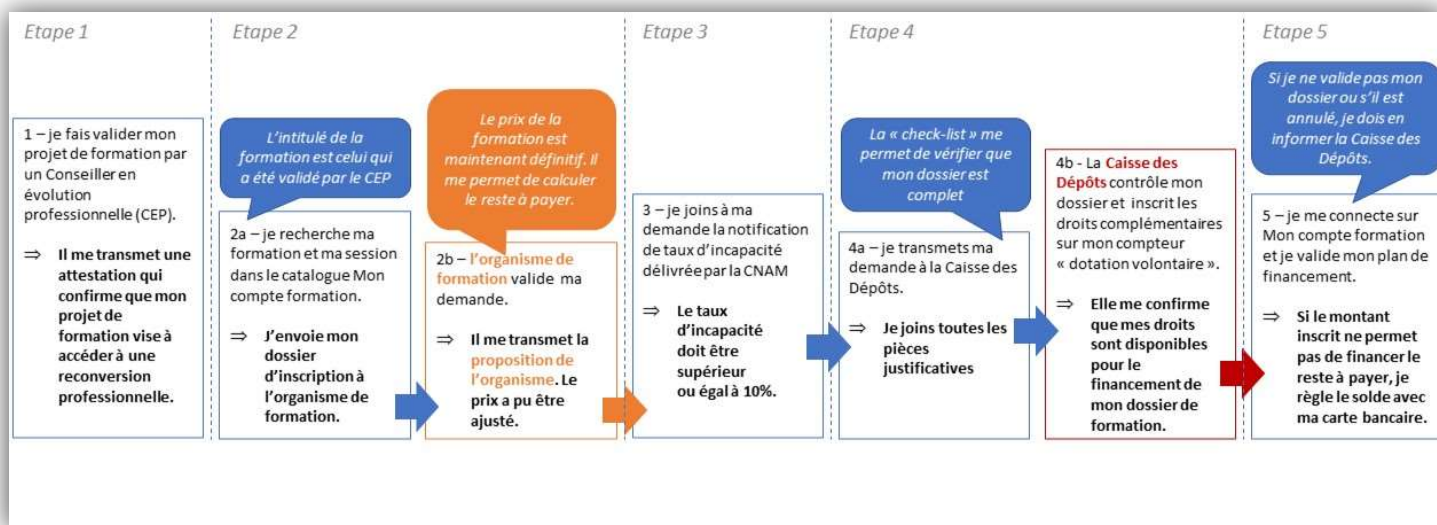 Etape 1
Etape 2
Etape 3
Etape 4
Etape 5
1 – je fais valider mon
projet de formation par
un Conseiller en
évolution
professionnelle (CEP).
⇒ Il me transmet une
attestation qui
confirme que mon
projet de
formation vise à
accéder à une
reconversion
professionnelle.
L'intitulé de la
formation est celui qui
a été validé par le CEP
2a – je recherche ma
formation et ma session
dans le catalogue Mon
compte formation.
⇒ J'envoie mon
dossier
d'inscription à
l'organisme de
formation.
Le prix de la
formation est
maintenant définitif. Il
me permet de calculer
le reste à payer.
2b – l'organisme de
formation valide ma
demande.
⇒ Il me transmet la
proposition de
l'organisme. Le
prix a pu être
ajusté.
3 – je joins à ma
demande la notification
de taux d'incapacité
délivrée par la CNAM
⇒ Le taux
d'incapacité
doit être
supérieur
ou égal à 10%.
La « check-list » me
permet de vérifier que
mon dossier est
complet
4a – je transmets ma
demande à la Caisse des
Dépôts.
⇒ Je joins toutes les
pièces
justificatives
4b - La Caisse des
Dépôts contrôle mon
dossier et inscrit les
droits complémentaires
sur mon compteur
« dotation volontaire ».
⇒ Elle me confirme
que mes droits
sont disponibles
pour le
financement de
mon dossier de
formation.
Si je ne valide pas mon
dossier ou s'il est
annulé, je dois en
informer la Caisse des
Dépôts.
5 – je me connecte sur
Mon compte formation
et je valide mon plan de
financement.
⇒ Si le montant
inscrit ne permet
pas de financer le
reste à payer, je
règle le solde avec
ma carte bancaire.